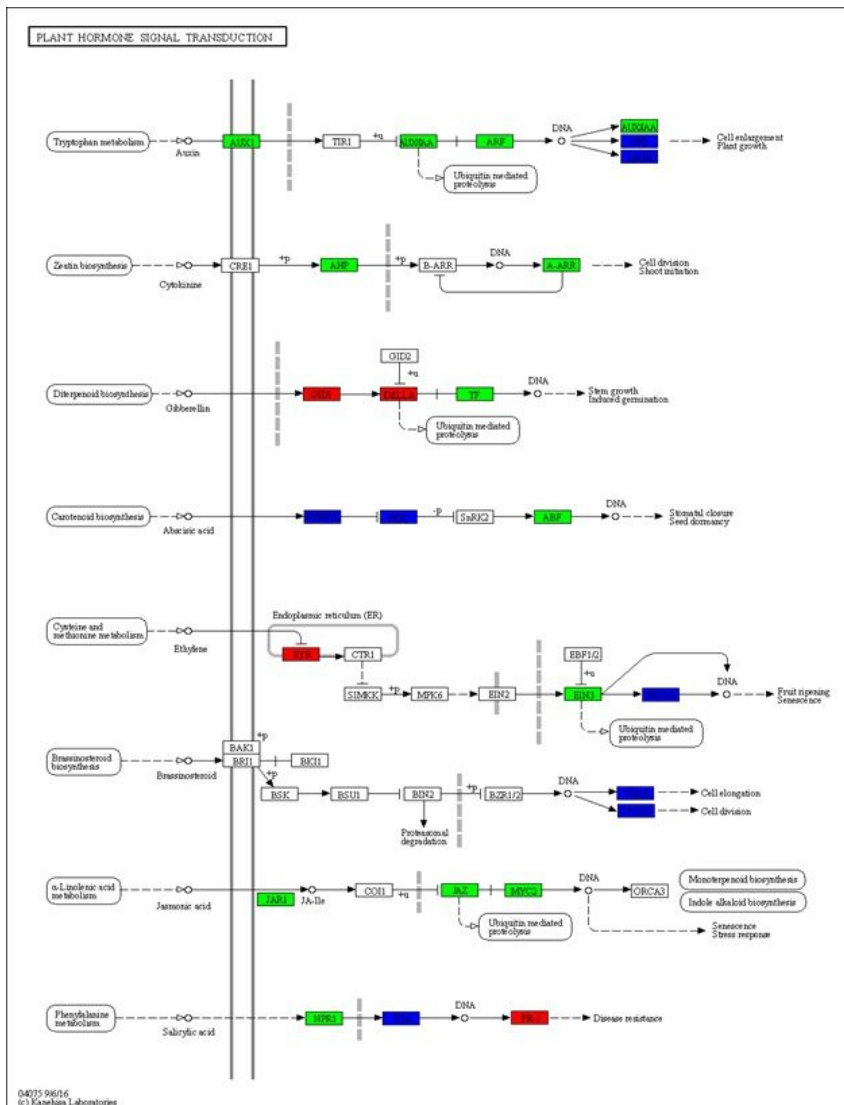 PLANT HORMONE SIGNAL TRANSDUCTION
Tryptophan metabolism
Auxin
AUX1
TIR1
+u
AUX/IAA
ARF
DNA
AUX/IAA
Cell enlargement
Plant growth
Ubiquitin mediated
proteolysis
Zeatin biosynthesis
Cytokinine
CRE1
+p
AHP
+p
B-ARR
DNA
A-ARR
Cell division
Shoot initiation
GID2
+u
Diterpenoid biosynthesis
Gibberellin
GID1
DELLA
TF
DNA
Stem growth
Induced germination
Ubiquitin mediated
proteolysis
Carotenoid biosynthesis
Abscisic acid
-p
SnRK2
ABF
DNA
Stomatal closure
Seed dormancy
Cysteine and
methionine metabolism
Ethylene
Endoplasmic reticulum (ER)
ETR
CTR1
SIMKK
+p
MPK6
EIN2
EBF1/2
+u
EIN3
DNA
Fruit ripening
Senescence
Ubiquitin mediated
proteolysis
Brassinosteroid
biosynthesis
Brassinosteroid
BAK1
+p
BRI1
BKI1
+p
BSK
BSU1
BIN2
+p
BZR1/2
DNA
Cell elongation
Cell division
Proteasomal
degradation
α-Linolenic acid
metabolism
Jasmonic acid
JAR1
JA-Ile
COI1
+u
JAZ
MYC2
DNA
ORCA3
Monoterpenoid biosynthesis
Indole alkaloid biosynthesis
Ubiquitin mediated
proteolysis
Senescence
Stress response
Phenylalanine
metabolism
Salicylic acid
NPR1
TGA
DNA
PR-1
Disease resistance
04075 9/6/16
(c) Kanehisa Laboratories